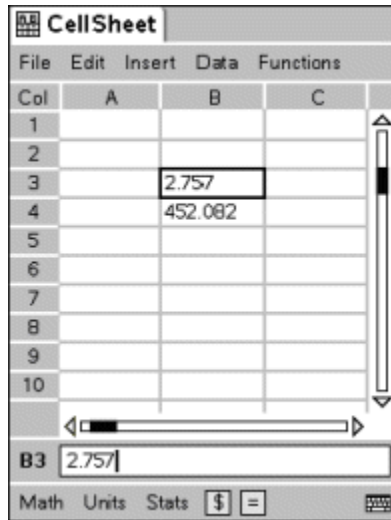 CellSheet
File Edit Insert Data Functions
Col A B C
1
2
3 2.757
4 452.082
5
6
7
8
9
10
B3 2.757
Math Units Stats $ =